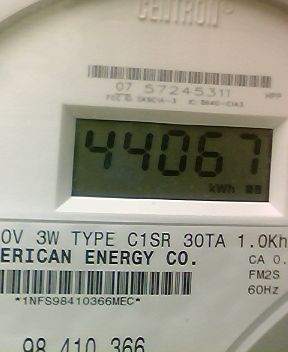 CENTRON®
07 57245311
44067
kWh
0V 3W TYPE C1SR 30TA 1.0Kh
ERICAN ENERGY CO.
CA 0.
FM2S
60Hz
*1NFS98410366MEC*
98 410 366